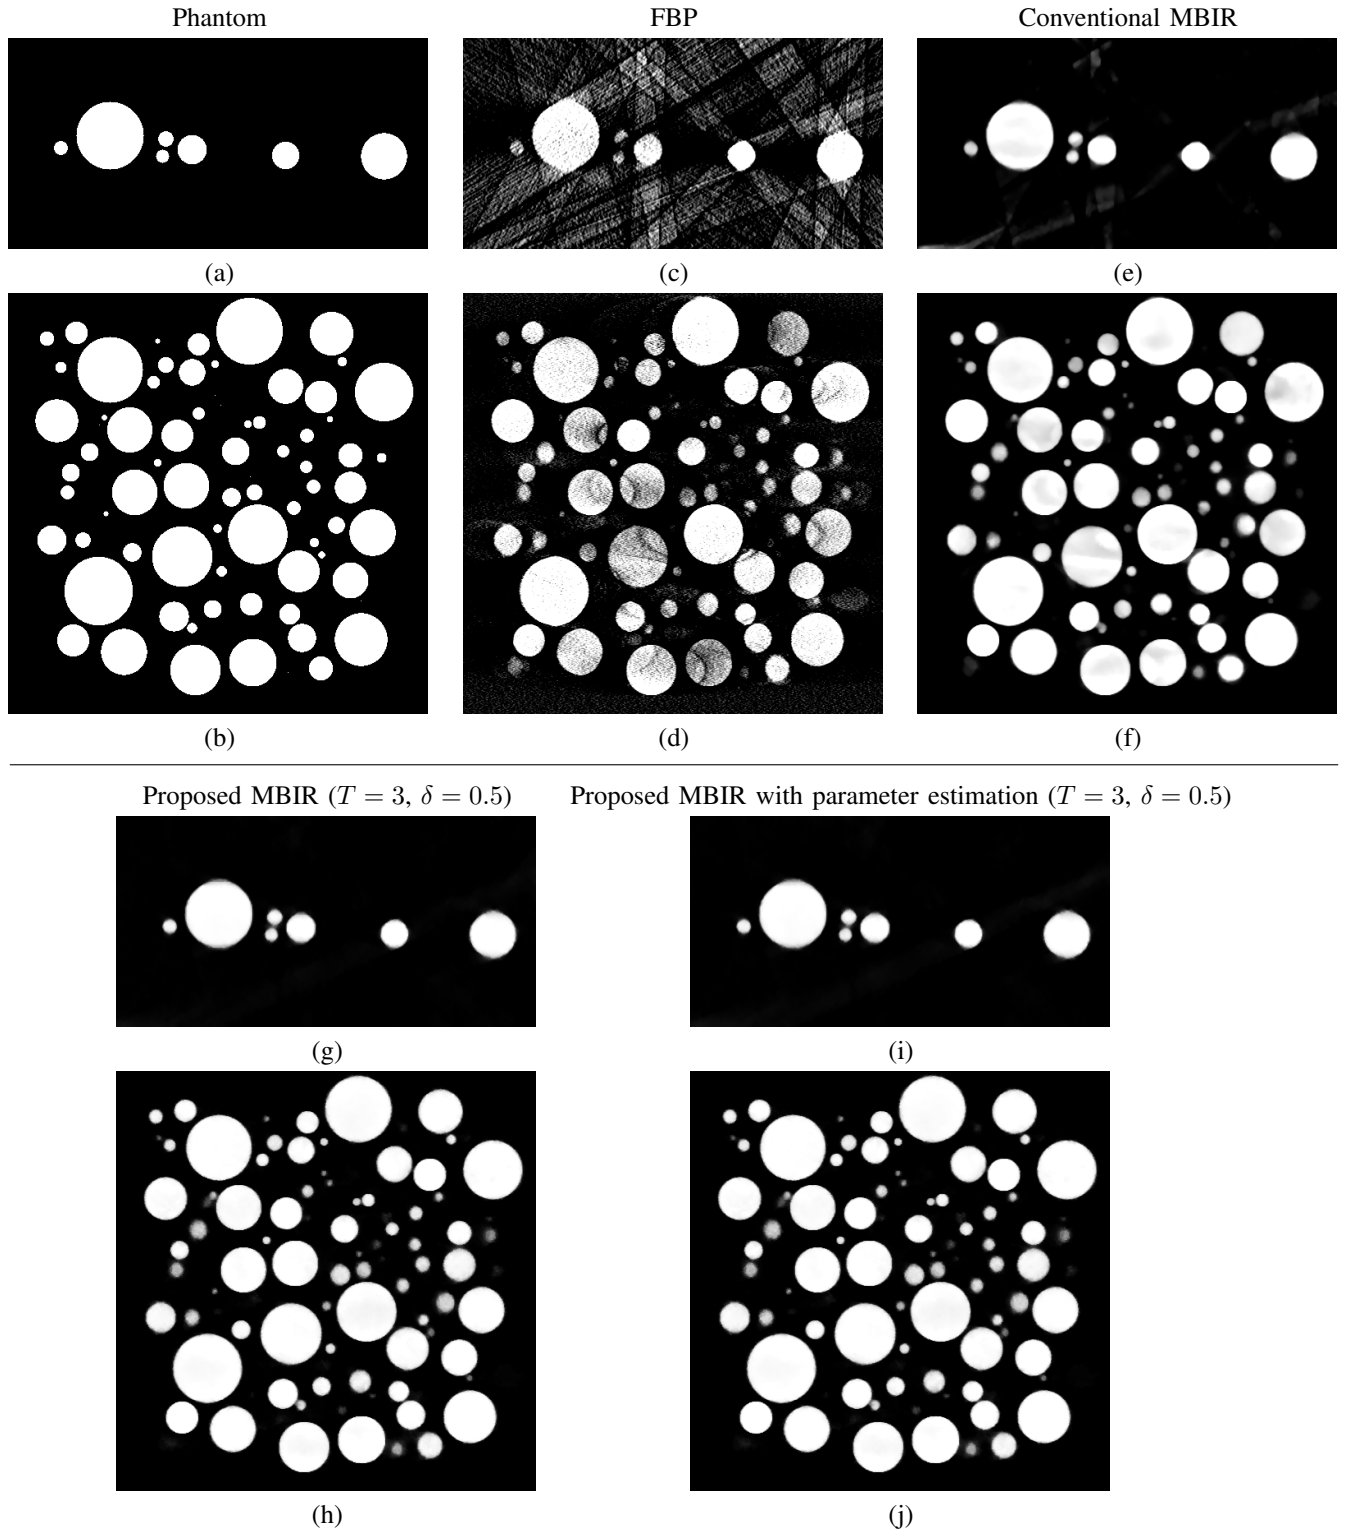 Phantom FBP Conventional MBIR
(a) (c) (e)
(b) (d) (f)
Proposed MBIR (T = 3, δ = 0.5) Proposed MBIR with parameter estimation (T = 3, δ = 0.5)
(g) (i)
(h) (j)